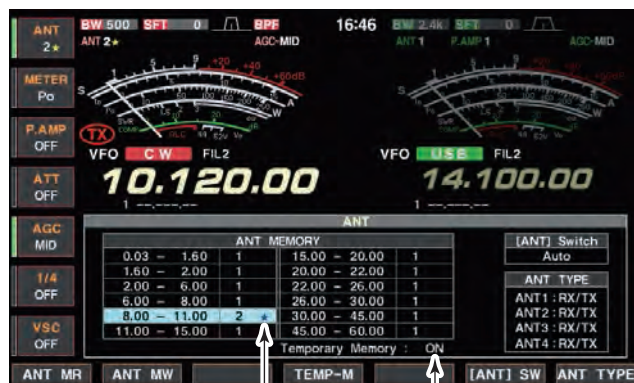 ANT
2★
METER
Po
P.AMP
OFF
ATT
OFF
AGC
MID
1/4
OFF
VSC
OFF
BW 500 SFT 0 BPF 16:46 BW 2.4k SFT 0
ANT 2★ AGC-MID ANT 1 P.AMP 1 AGC-MID
TX
VFO CW FIL2 VFO USB FIL2
10.120.00 14.100.00
1 --.---.-- 1 --.---.--
ANT
ANT MEMORY
0.03 – 1.60 1 15.00 – 20.00 1
1.60 – 2.00 1 20.00 – 22.00 1
2.00 – 6.00 1 22.00 – 26.00 1
6.00 – 8.00 1 26.00 – 30.00 1
8.00 – 11.00 2 ★ 30.00 – 45.00 1
11.00 – 15.00 1 45.00 – 60.00 1
Temporary Memory : ON
[ANT] Switch
Auto
ANT TYPE
ANT1:RX/TX
ANT2:RX/TX
ANT3:RX/TX
ANT4:RX/TX
ANT MR ANT MW TEMP-M [ANT] SW ANT TYPE